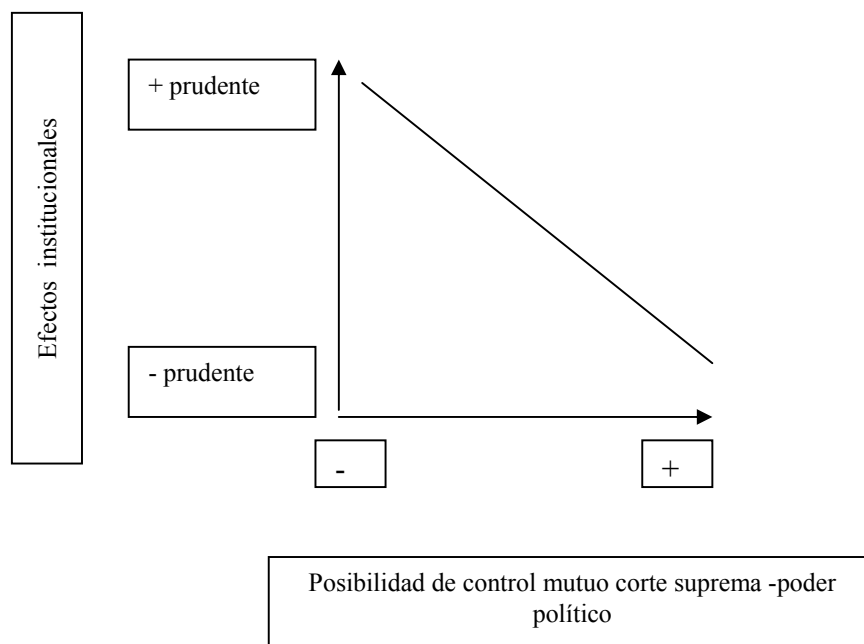 Efectos institucionales
+ prudente
- prudente
-
+
Posibilidad de control mutuo corte suprema -poder
político